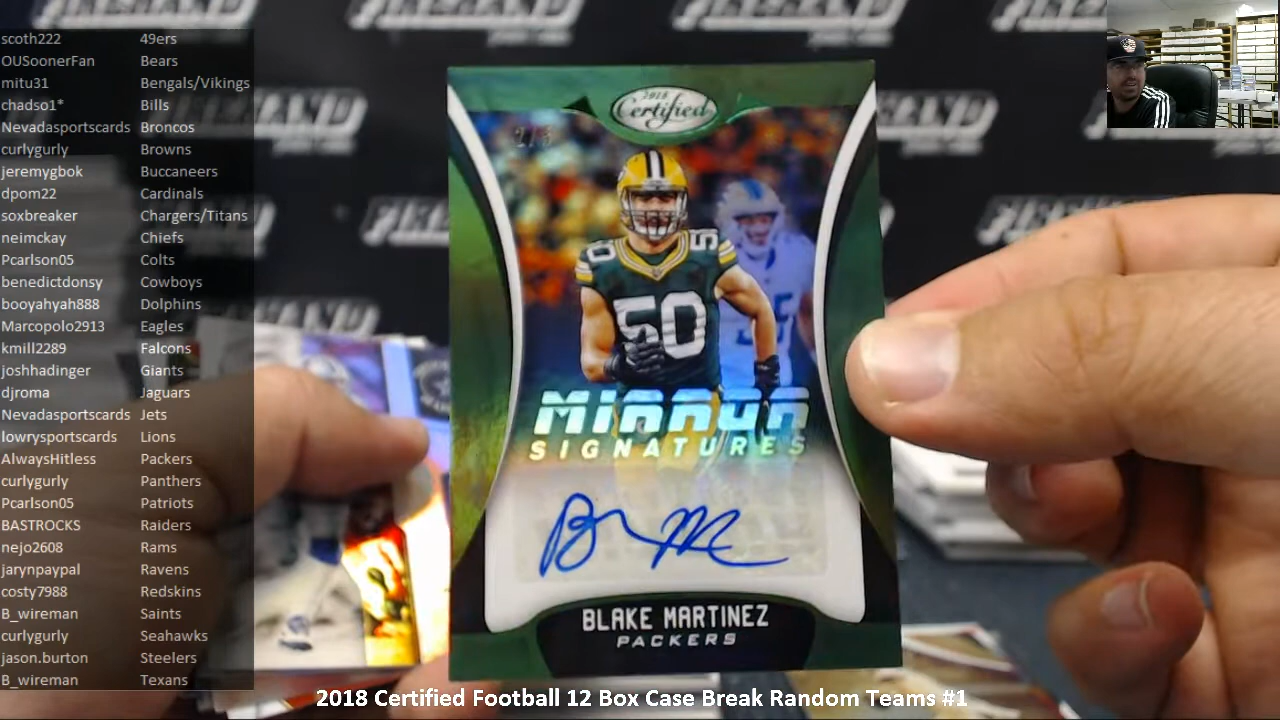 scoth222 49ers
OUSoonerFan Bears
mitu31 Bengals/Vikings
chadso1* Bills
Nevadasportscards Broncos
curlygurly Browns
jeremygbok Buccaneers
dpom22 Cardinals
soxbreaker Chargers/Titans
neimckay Chiefs
Pcarlson05 Colts
benedictdonsy Cowboys
booyahyah888 Dolphins
Marcopolo2913 Eagles
kmill2289 Falcons
joshhadinger Giants
djroma Jaguars
Nevadasportscards Jets
lowrysportscards Lions
AlwaysHitless Packers
curlygurly Panthers
Pcarlson05 Patriots
BASTROCKS Raiders
nejo2608 Rams
jarynpaypal Ravens
costy7988 Redskins
B_wireman Saints
curlygurly Seahawks
jason.burton Steelers
B_wireman Texans
2018
Certified
50
50
MIRROR
SIGNATURES
BLAKE MARTINEZ
PACKERS
2018 Certified Football 12 Box Case Break Random Teams #1